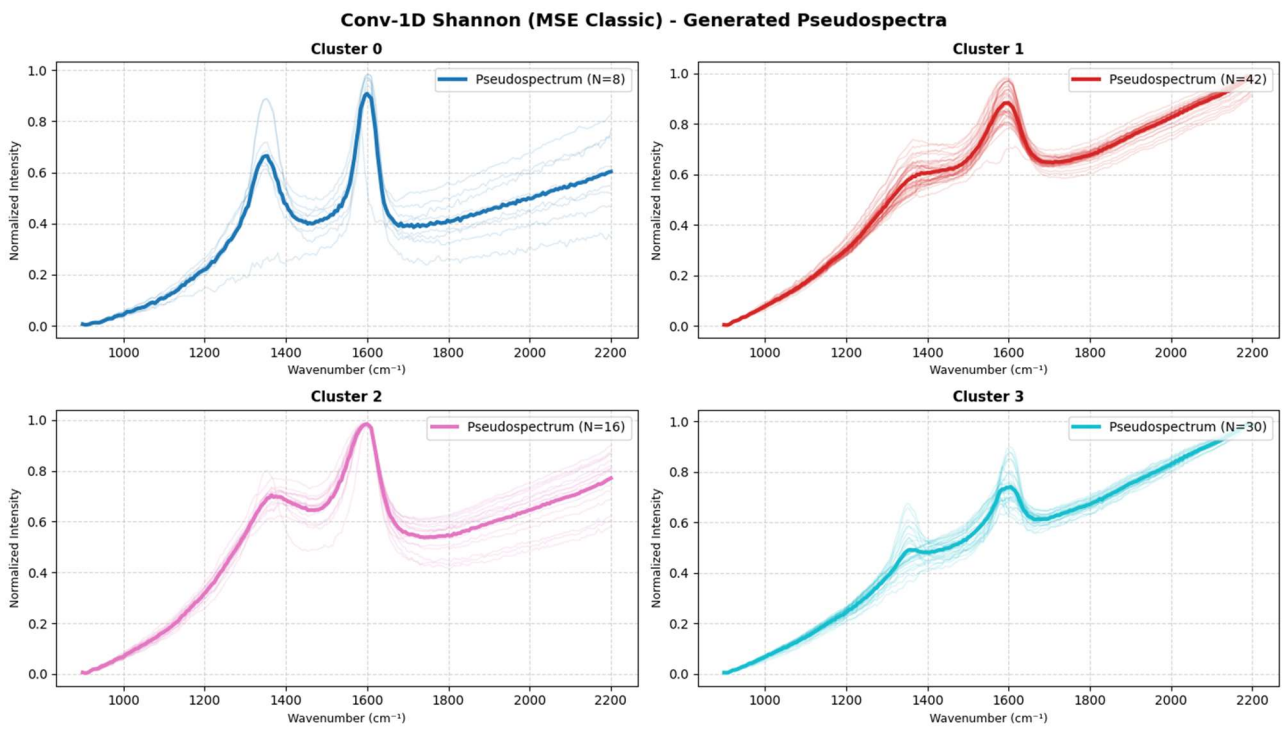 Conv-1D Shannon (MSE Classic) - Generated Pseudospectra
Cluster 0
1.0
0.8
0.6
0.4
0.2
0.0
Normalized Intensity
Pseudospectrum (N=8)
1000 1200 1400 1600 1800 2000 2200
Wavenumber (cm⁻¹)
Cluster 1
1.0
0.8
0.6
0.4
0.2
0.0
Normalized Intensity
Pseudospectrum (N=42)
1000 1200 1400 1600 1800 2000 2200
Wavenumber (cm⁻¹)
Cluster 2
1.0
0.8
0.6
0.4
0.2
0.0
Normalized Intensity
Pseudospectrum (N=16)
1000 1200 1400 1600 1800 2000 2200
Wavenumber (cm⁻¹)
Cluster 3
1.0
0.8
0.6
0.4
0.2
0.0
Normalized Intensity
Pseudospectrum (N=30)
1000 1200 1400 1600 1800 2000 2200
Wavenumber (cm⁻¹)